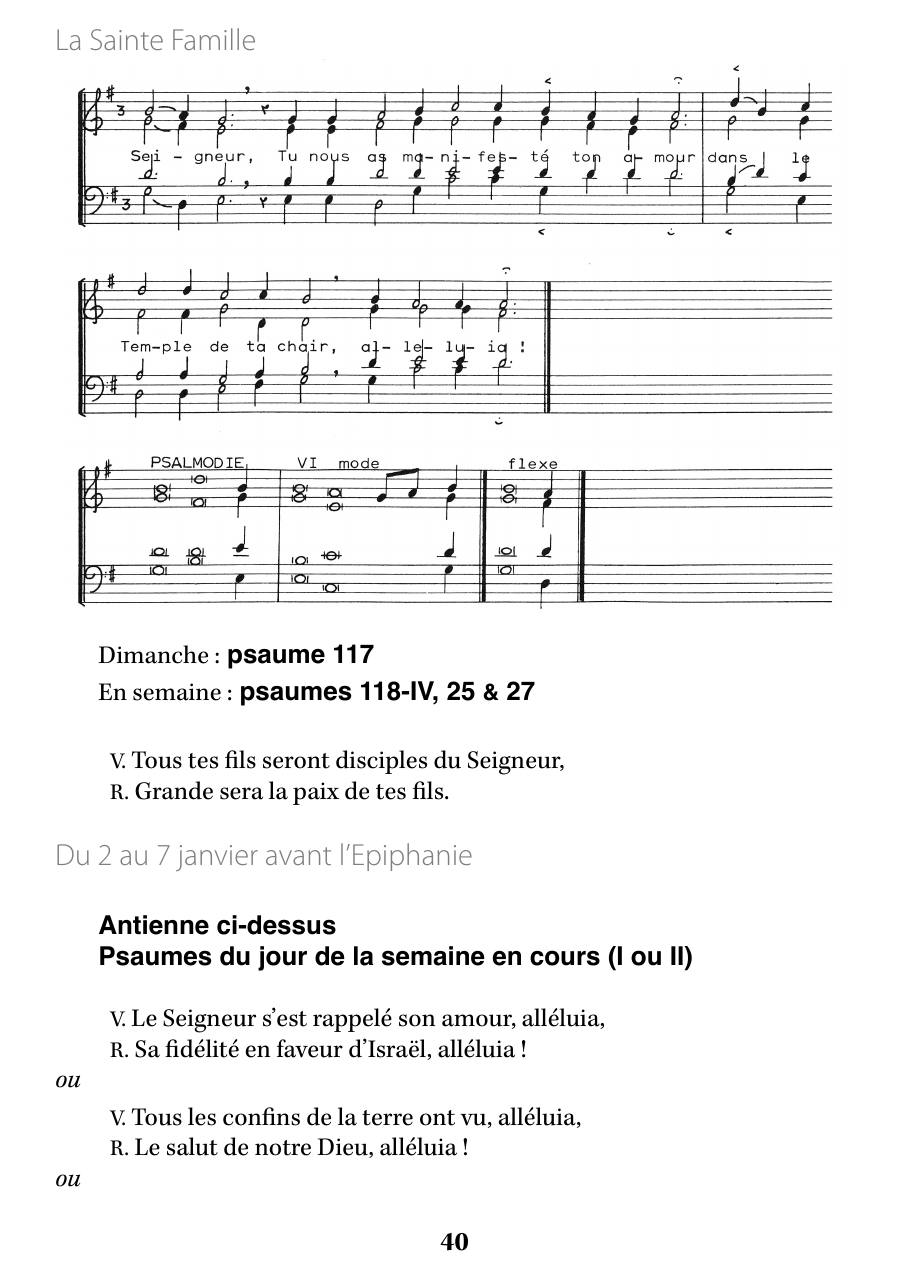 La Sainte Famille
3
Sei - gneur, Tu nous as ma-ni-fes-té ton a-mour dans le
3
Tem-ple de ta chair, al-le-lu-ia !
PSALMODIE VI mode flexe
Dimanche : psaume 117
En semaine : psaumes 118-IV, 25 & 27
V. Tous tes fils seront disciples du Seigneur,
R. Grande sera la paix de tes fils.
Du 2 au 7 janvier avant l’Epiphanie
Antienne ci-dessus
Psaumes du jour de la semaine en cours (I ou II)
V. Le Seigneur s’est rappelé son amour, alléluia,
R. Sa fidélité en faveur d’Israël, alléluia !
ou
V. Tous les confins de la terre ont vu, alléluia,
R. Le salut de notre Dieu, alléluia !
ou
40